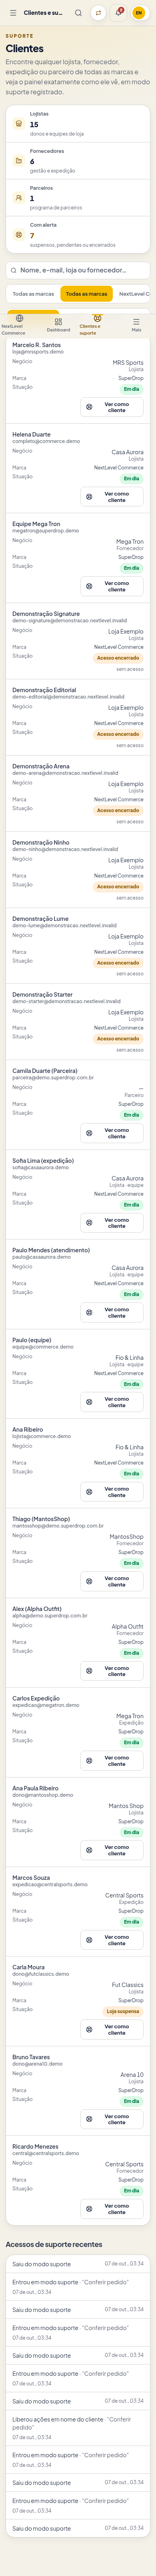 Clientes e su...
8
EN
SUPORTE
Clientes
Encontre qualquer lojista, fornecedor,
expedição ou parceiro de todas as marcas e
veja o painel exatamente como ele vê, em modo
suporte registrado.
Lojistas
15
donos e equipes de loja
Fornecedores
6
gestão e expedição
Parceiros
1
programa de parceiros
Com alerta
7
suspensos, pendentes ou encerrados
Nome, e-mail, loja ou fornecedor...
Todas as marcas
Todas as marcas
NextLevel C
NextLevel
Commerce
Dashboard
Clientes e
suporte
Mais
Marcelo R. Santos
loja@mrssports.demo
Negócio
MRS Sports
Lojista
Marca
SuperDrop
Situação
Em dia
Ver como
cliente
Helena Duarte
completo@commerce.demo
Negócio
Casa Aurora
Lojista
Marca
NextLevel Commerce
Situação
Em dia
Ver como
cliente
Equipe Mega Tron
megatron@superdrop.demo
Negócio
Mega Tron
Fornecedor
Marca
SuperDrop
Situação
Em dia
Ver como
cliente
Demonstração Signature
demo-signature@demonstracao.nextlevel.invalid
Negócio
Loja Exemplo
Lojista
Marca
NextLevel Commerce
Situação
Acesso encerrado
sem acesso
Demonstração Editorial
demo-editorial@demonstracao.nextlevel.invalid
Negócio
Loja Exemplo
Lojista
Marca
NextLevel Commerce
Situação
Acesso encerrado
sem acesso
Demonstração Arena
demo-arena@demonstracao.nextlevel.invalid
Negócio
Loja Exemplo
Lojista
Marca
NextLevel Commerce
Situação
Acesso encerrado
sem acesso
Demonstração Ninho
demo-ninho@demonstracao.nextlevel.invalid
Negócio
Loja Exemplo
Lojista
Marca
NextLevel Commerce
Situação
Acesso encerrado
sem acesso
Demonstração Lume
demo-lume@demonstracao.nextlevel.invalid
Negócio
Loja Exemplo
Lojista
Marca
NextLevel Commerce
Situação
Acesso encerrado
sem acesso
Demonstração Starter
demo-starter@demonstracao.nextlevel.invalid
Negócio
Loja Exemplo
Lojista
Marca
NextLevel Commerce
Situação
Acesso encerrado
sem acesso
Camila Duarte (Parceira)
parceira@demo.superdrop.com.br
Negócio
—
Parceiro
Marca
SuperDrop
Situação
Em dia
Ver como
cliente
Sofia Lima (expedição)
sofia@casaaurora.demo
Negócio
Casa Aurora
Lojista · equipe
Marca
NextLevel Commerce
Situação
Em dia
Ver como
cliente
Paulo Mendes (atendimento)
paulo@casaaurora.demo
Negócio
Casa Aurora
Lojista · equipe
Marca
NextLevel Commerce
Situação
Em dia
Ver como
cliente
Paulo (equipe)
equipe@commerce.demo
Negócio
Fio & Linha
Lojista · equipe
Marca
NextLevel Commerce
Situação
Em dia
Ver como
cliente
Ana Ribeiro
lojista@commerce.demo
Negócio
Fio & Linha
Lojista
Marca
NextLevel Commerce
Situação
Em dia
Ver como
cliente
Thiago (MantosShop)
mantosshop@demo.superdrop.com.br
Negócio
MantosShop
Fornecedor
Marca
SuperDrop
Situação
Em dia
Ver como
cliente
Alex (Alpha Outfit)
alpha@demo.superdrop.com.br
Negócio
Alpha Outfit
Fornecedor
Marca
SuperDrop
Situação
Em dia
Ver como
cliente
Carlos Expedição
expedicao@megatron.demo
Negócio
Mega Tron
Expedição
Marca
SuperDrop
Situação
Em dia
Ver como
cliente
Ana Paula Ribeiro
dono@mantosshop.demo
Negócio
Mantos Shop
Lojista
Marca
SuperDrop
Situação
Em dia
Ver como
cliente
Marcos Souza
expedicao@centralsports.demo
Negócio
Central Sports
Expedição
Marca
SuperDrop
Situação
Em dia
Ver como
cliente
Carla Moura
dono@futclassics.demo
Negócio
Fut Classics
Lojista
Marca
SuperDrop
Situação
Loja suspensa
Ver como
cliente
Bruno Tavares
dono@arena10.demo
Negócio
Arena 10
Lojista
Marca
SuperDrop
Situação
Em dia
Ver como
cliente
Ricardo Menezes
central@centralsports.demo
Negócio
Central Sports
Fornecedor
Marca
SuperDrop
Situação
Em dia
Ver como
cliente
Acessos de suporte recentes
Saiu do modo suporte
07 de out., 03:34
Entrou em modo suporte · "Conferir pedido"
07 de out., 03:34
Saiu do modo suporte
07 de out., 03:34
Entrou em modo suporte · "Conferir pedido"
07 de out., 03:34
Saiu do modo suporte
07 de out., 03:34
Entrou em modo suporte · "Conferir pedido"
07 de out., 03:34
Saiu do modo suporte
07 de out., 03:34
Liberou ações em nome do cliente · "Conferir
pedido"
07 de out., 03:34
Entrou em modo suporte · "Conferir pedido"
07 de out., 03:34
Saiu do modo suporte
07 de out., 03:34
Entrou em modo suporte · "Conferir pedido"
07 de out., 03:34
Saiu do modo suporte
07 de out., 03:34